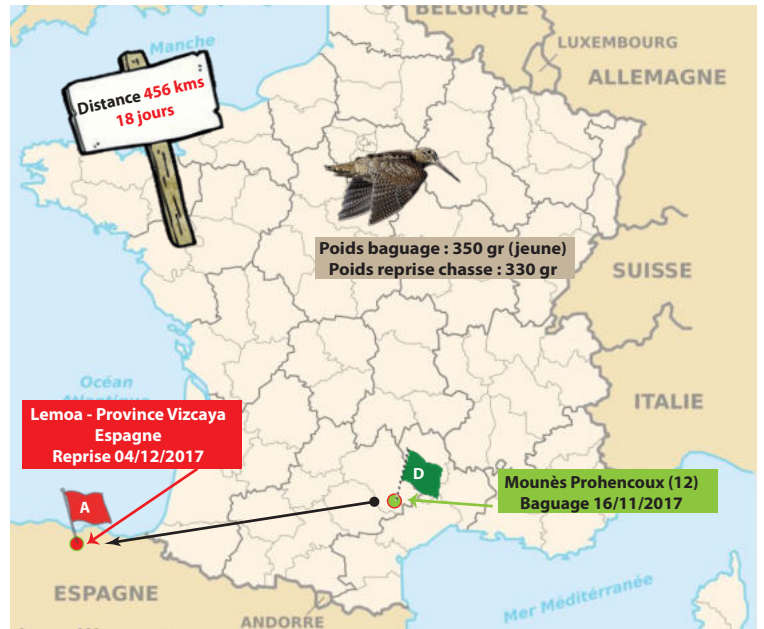 BELGIQUE
Manche
LUXEMBOURG
ALLEMAGNE
Distance 456 kms
18 jours
Poids baguage : 350 gr (jeune)
Poids reprise chasse : 330 gr
SUISSE
Océan
Atlantique
ITALIE
Lemoa - Province Vizcaya
Espagne
Reprise 04/12/2017
D
Mounès Prohencoux (12)
Baguage 16/11/2017
A
ESPAGNE
Mer Méditérranée
ANDORRE